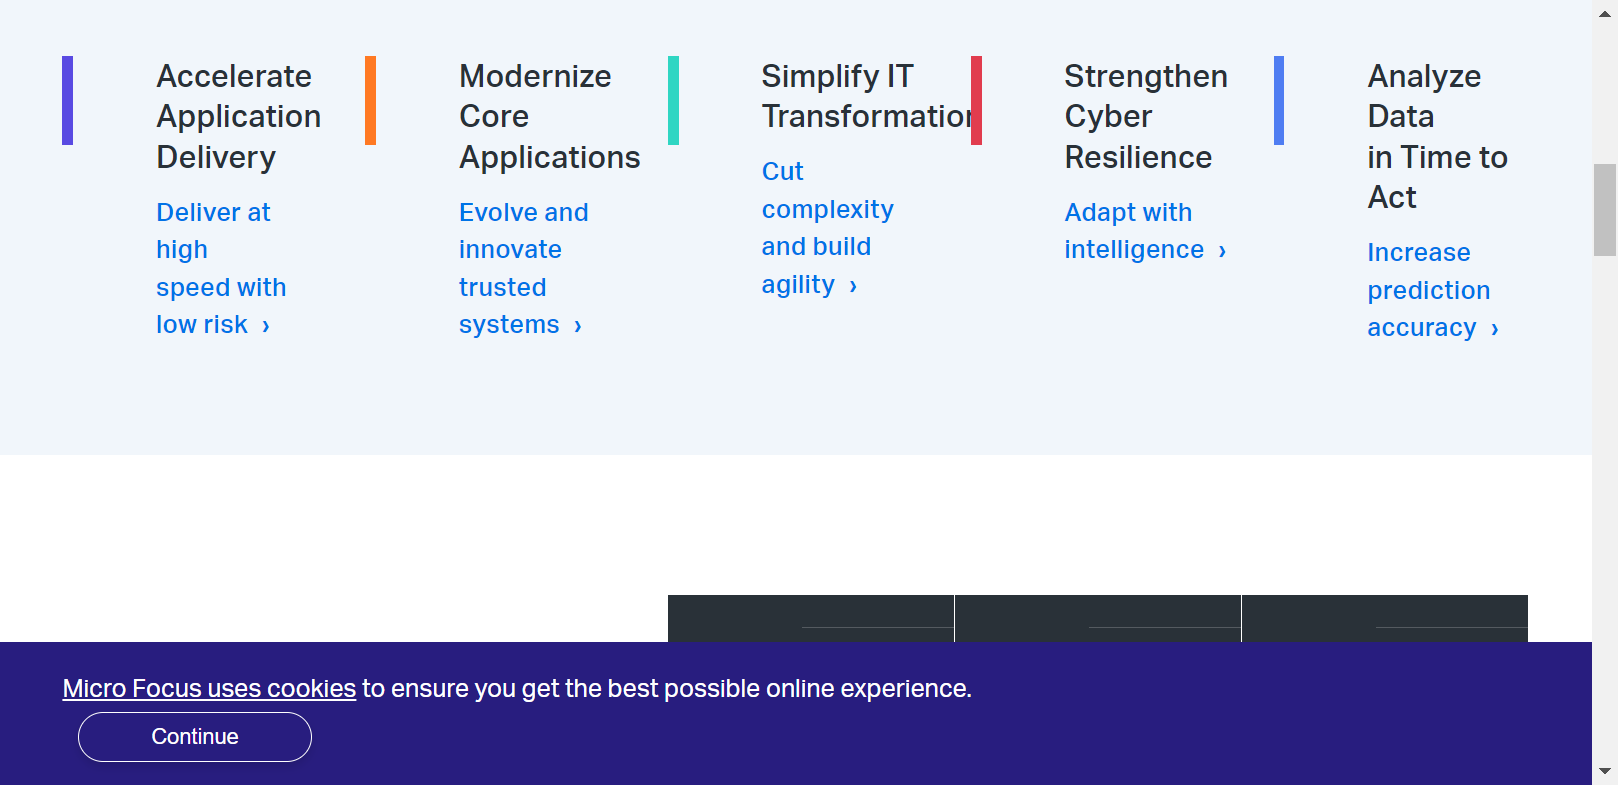 Accelerate
Application
Delivery
Deliver at
high
speed with
low risk ›
Modernize
Core
Applications
Evolve and
innovate
trusted
systems ›
Simplify IT
Transformation
Cut
complexity
and build
agility ›
Strengthen
Cyber
Resilience
Adapt with
intelligence ›
Analyze
Data
in Time to
Act
Increase
prediction
accuracy ›
Micro Focus uses cookies to ensure you get the best possible online experience.
Continue